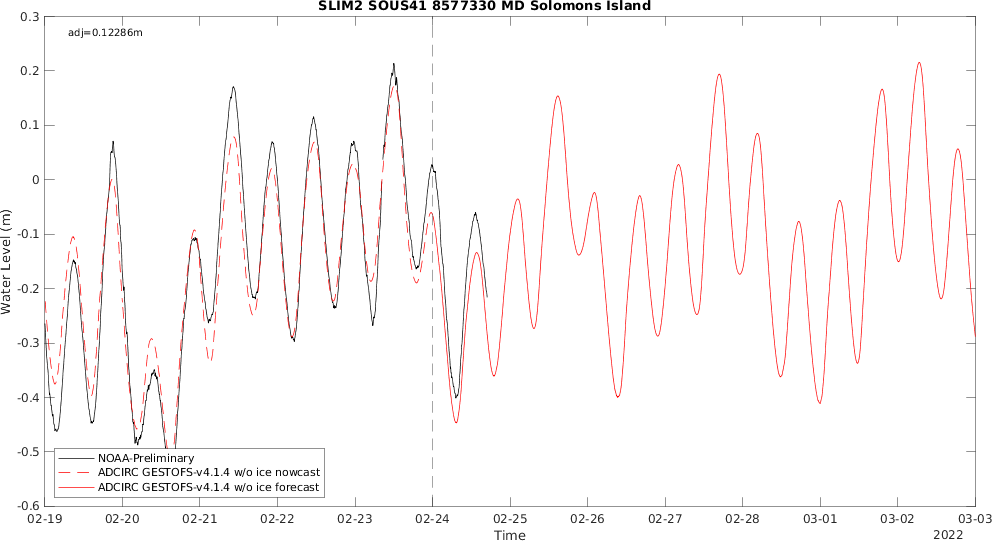 SLIM2 SOUS41 8577330 MD Solomons Island
adj=0.12286m
0.3
0.2
0.1
0
-0.1
-0.2
-0.3
-0.4
-0.5
-0.6
Water Level (m)
NOAA-Preliminary
ADCIRC GESTOFS-v4.1.4 w/o ice nowcast
ADCIRC GESTOFS-v4.1.4 w/o ice forecast
02-19 02-20 02-21 02-22 02-23 02-24 02-25 02-26 02-27 02-28 03-01 03-02 03-03
Time
2022